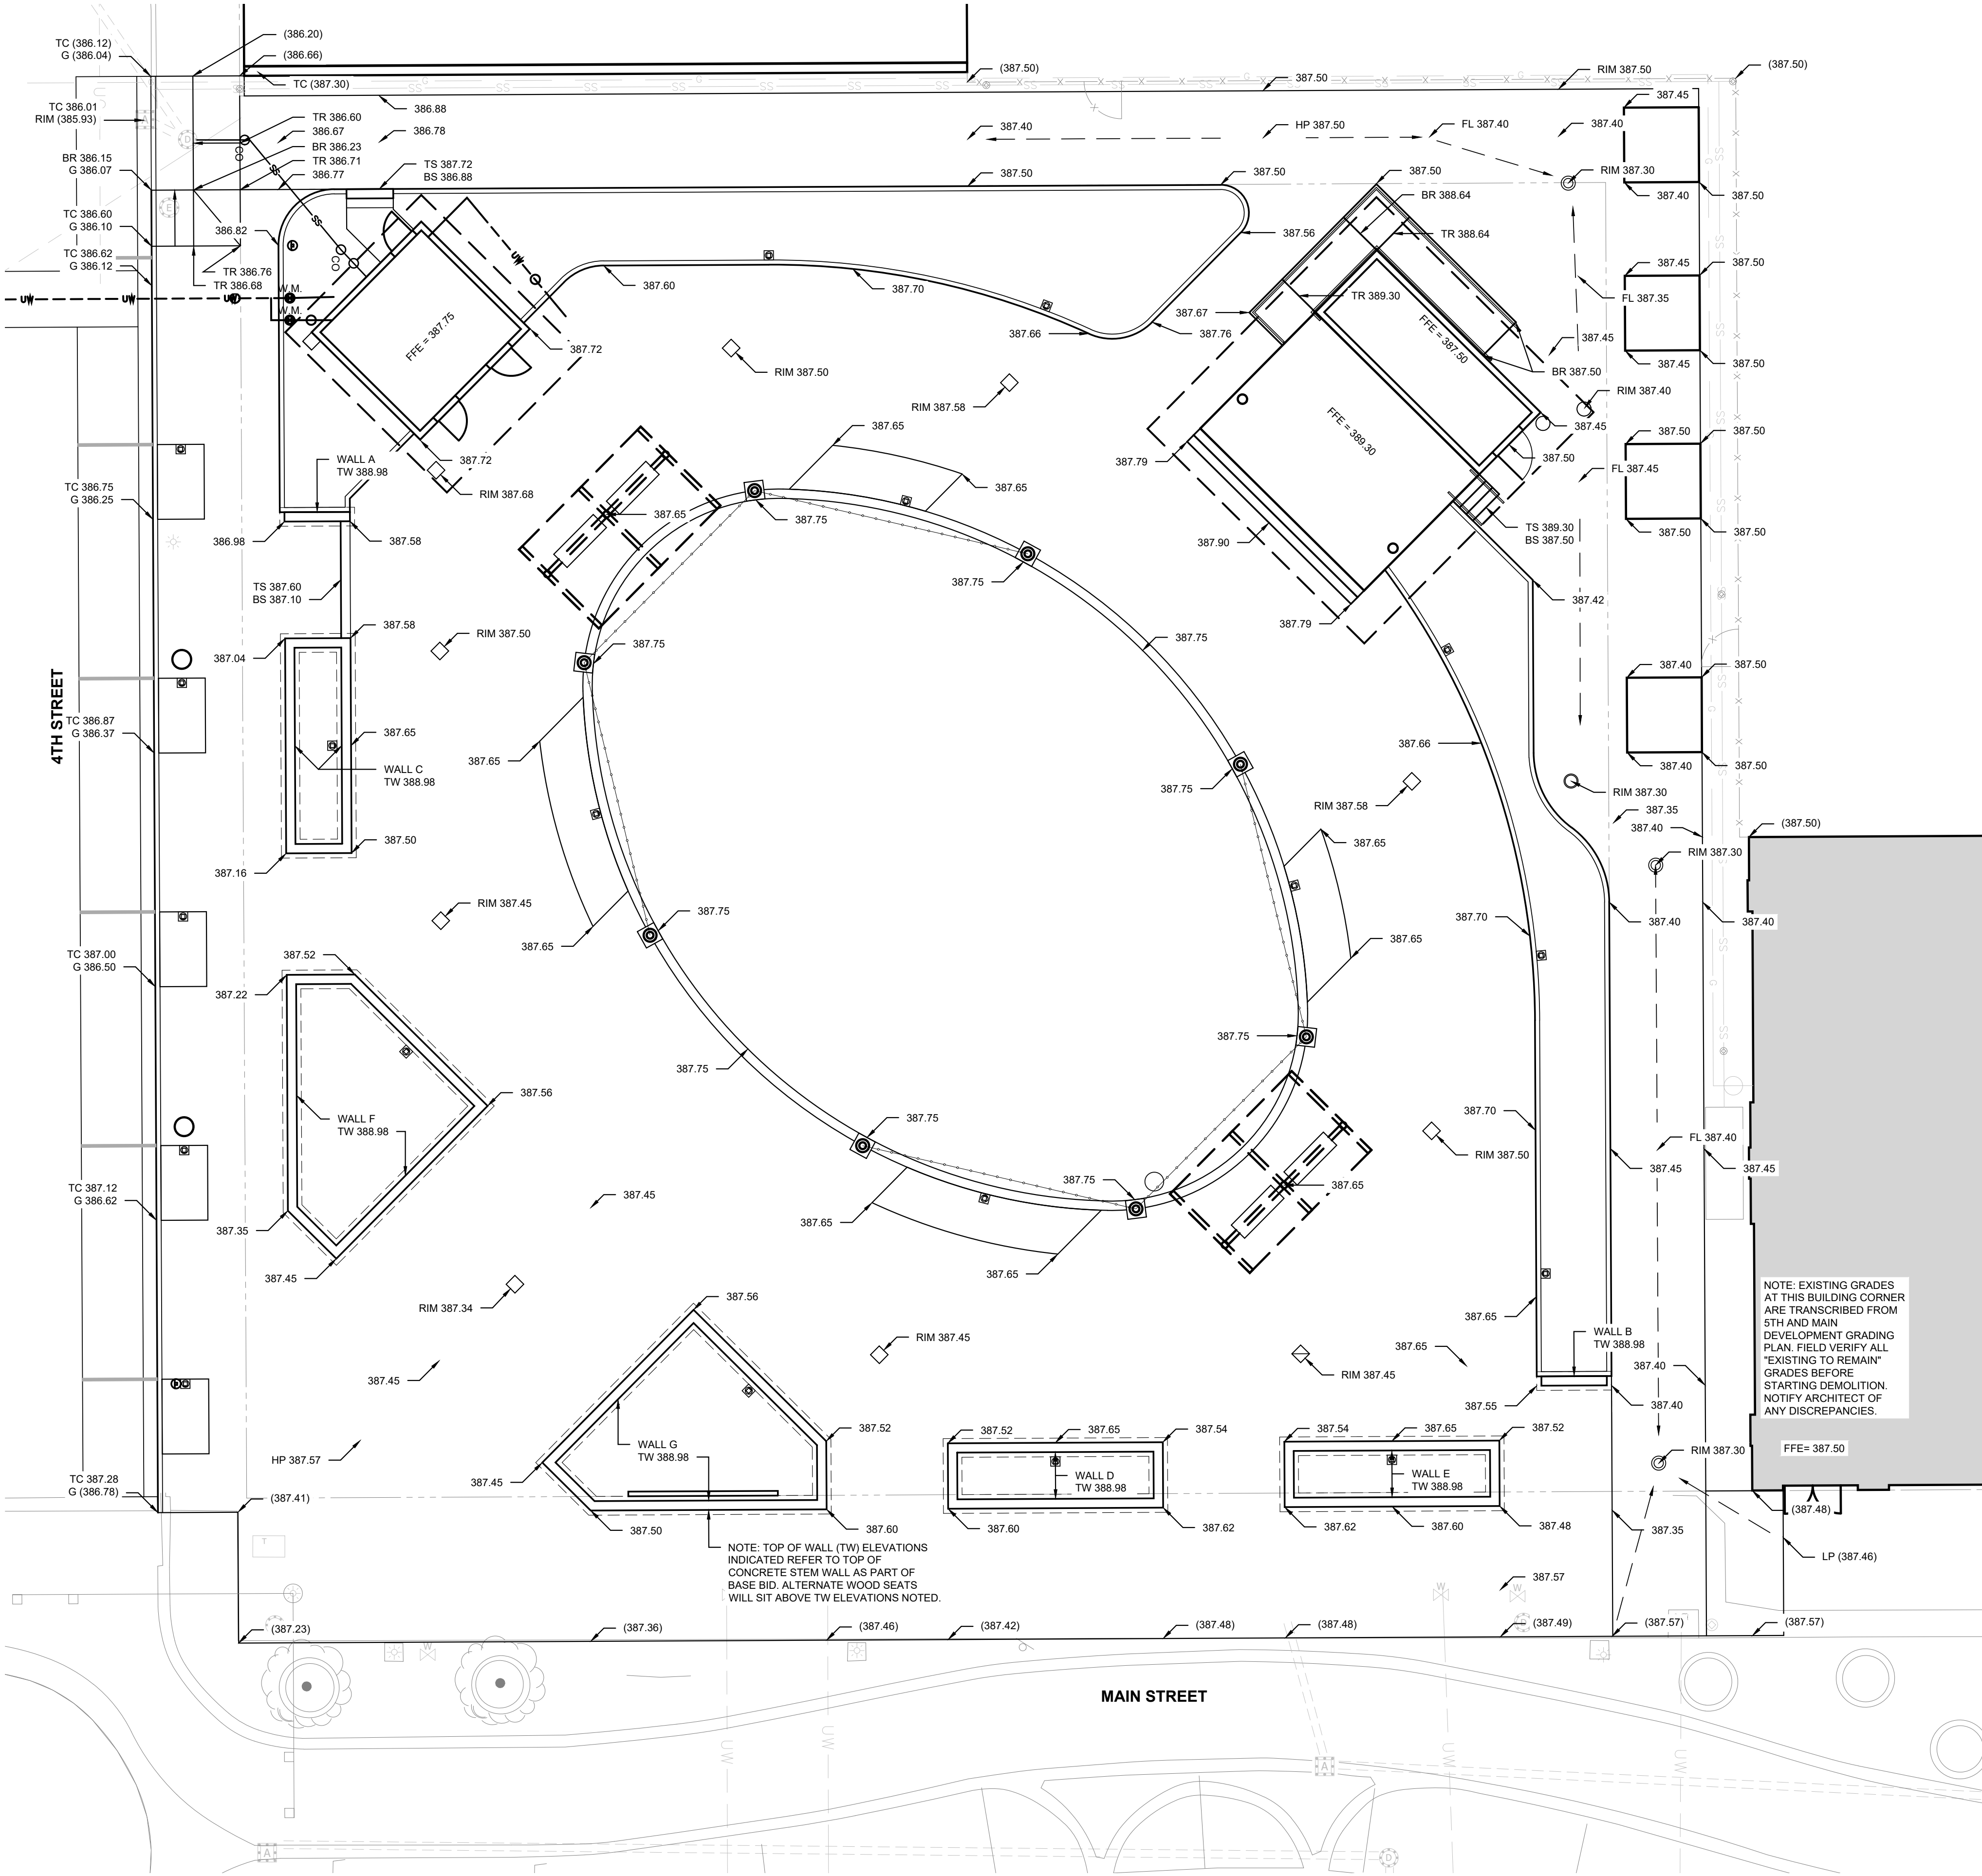 (386.20)
TC (386.12)
G (386.04)
(386.66)
TC (387.30)
(387.50)
387.50
RIM 387.50
(387.50)
TC 386.01
RIM (385.93)
386.88
387.45
TR 386.60
386.67
386.78
387.40
HP 387.50
FL 387.40
387.40
BR 386.23
BR 386.15
G 386.07
TR 386.71
386.77
TS 387.72
BS 386.88
387.50
387.50
387.50
RIM 387.30
387.40
387.50
BR 388.64
TC 386.60
G 386.10
386.82
387.56
TR 388.64
TC 386.62
G 386.12
TR 386.76
TR 386.68
387.60
387.70
TR 389.30
387.45
387.50
FL 387.35
UW
UW
UW
UW
W.M.
W.M.
SS
SS
CO
CO
FFE = 387.75
387.72
387.66
387.76
387.67
FFE = 387.50
387.45
387.45
387.50
RIM 387.50
BR 387.50
RIM 387.40
RIM 387.58
FFE = 389.30
387.65
387.45
387.50
387.50
WALL A
TW 388.98
387.72
387.79
387.50
FL 387.45
TC 386.75
G 386.25
RIM 387.68
387.65
387.65
387.75
386.98
387.58
387.90
TS 389.30
BS 387.50
387.50
387.50
TS 387.60
BS 387.10
387.75
387.42
387.58
RIM 387.50
387.79
387.04
387.75
387.75
387.40
387.50
4TH STREET
TC 386.87
G 386.37
387.65
387.65
387.66
WALL C
TW 388.98
387.75
RIM 387.58
387.40
387.50
RIM 387.30
387.35
387.40
(387.50)
387.50
387.65
RIM 387.30
387.16
RIM 387.45
387.75
387.70
387.40
387.40
387.65
387.65
TC 387.00
G 386.50
387.52
387.22
387.75
387.75
387.56
387.75
387.70
WALL F
TW 388.98
RIM 387.50
FL 387.40
387.45
387.45
TC 387.12
G 386.62
387.75
387.65
387.45
387.65
387.35
387.45
387.65
RIM 387.34
387.56
387.65
RIM 387.45
387.45
387.65
RIM 387.45
WALL B
TW 388.98
387.40
387.55
387.40
NOTE: EXISTING GRADES
AT THIS BUILDING CORNER
ARE TRANSCRIBED FROM
5TH AND MAIN
DEVELOPMENT GRADING
PLAN. FIELD VERIFY ALL
"EXISTING TO REMAIN"
GRADES BEFORE
STARTING DEMOLITION.
NOTIFY ARCHITECT OF
ANY DISCREPANCIES.
FFE= 387.50
HP 387.57
387.52
387.52
387.65
387.54
387.54
387.65
387.52
RIM 387.30
WALL G
TW 388.98
WALL D
TW 388.98
WALL E
TW 388.98
387.45
TC 387.28
G (386.78)
(387.41)
387.50
387.60
387.60
387.62
387.62
387.60
387.48
387.35
(387.48)
NOTE: TOP OF WALL (TW) ELEVATIONS
INDICATED REFER TO TOP OF
CONCRETE STEM WALL AS PART OF
BASE BID. ALTERNATE WOOD SEATS
WILL SIT ABOVE TW ELEVATIONS NOTED.
LP (387.46)
387.57
(387.23)
(387.36)
(387.46)
(387.42)
(387.48)
(387.48)
(387.49)
(387.57)
(387.57)
MAIN STREET